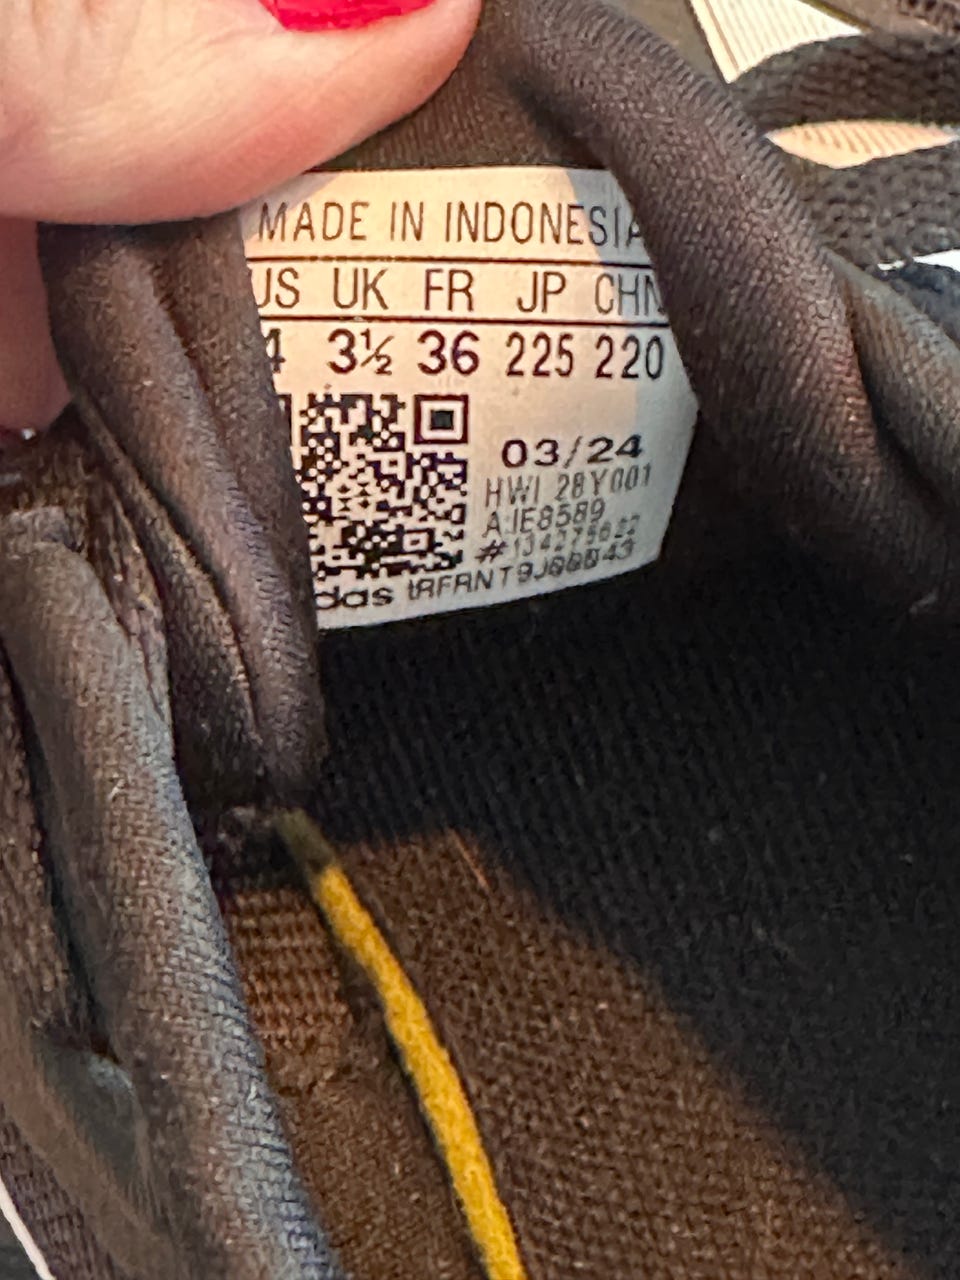 MADE IN INDONESIA
US UK FR JP CHN
4 3½ 36 225 220
03/24
HWI 28Y001
A:IE8589
#
das